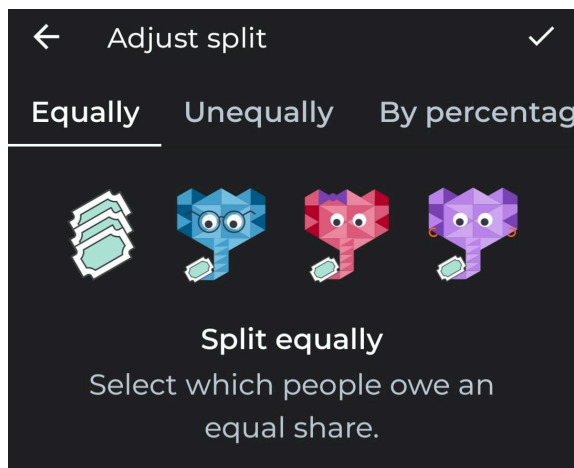 Adjust split
Equally Unequally By percentag
Split equally
Select which people owe an
equal share.